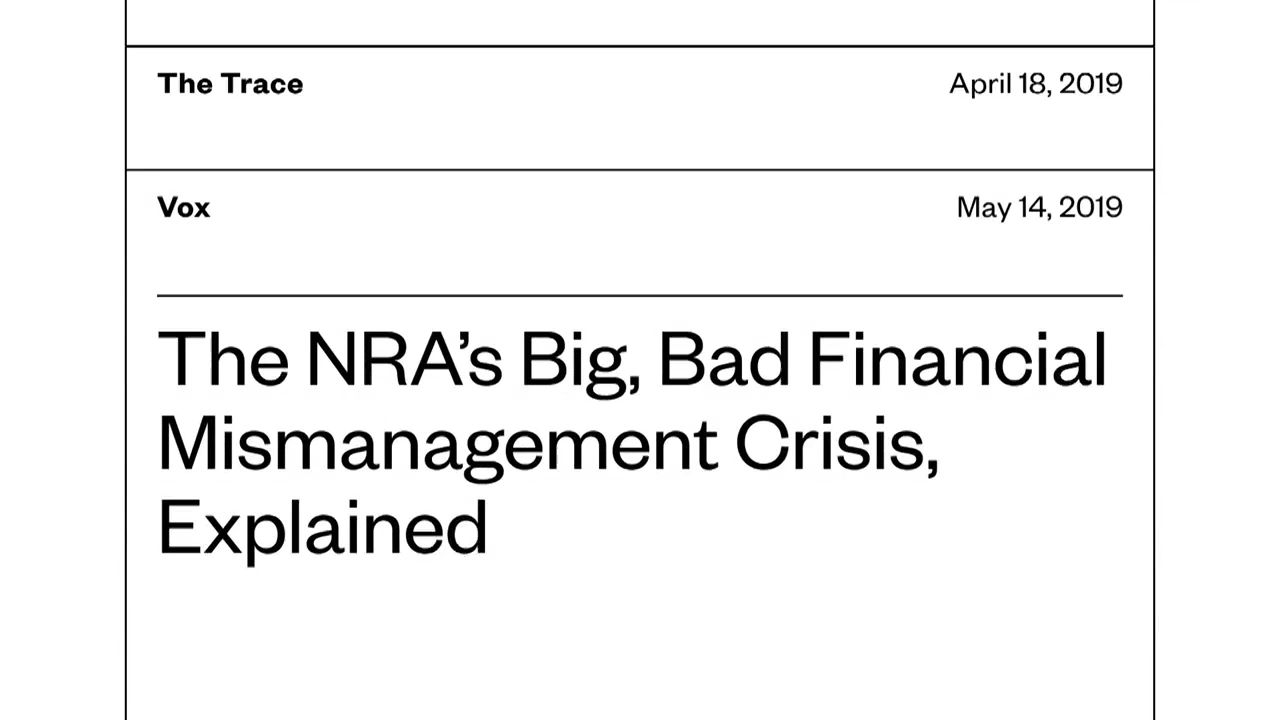 The Trace April 18, 2019
Vox May 14, 2019
The NRA’s Big, Bad Financial
Mismanagement Crisis,
Explained